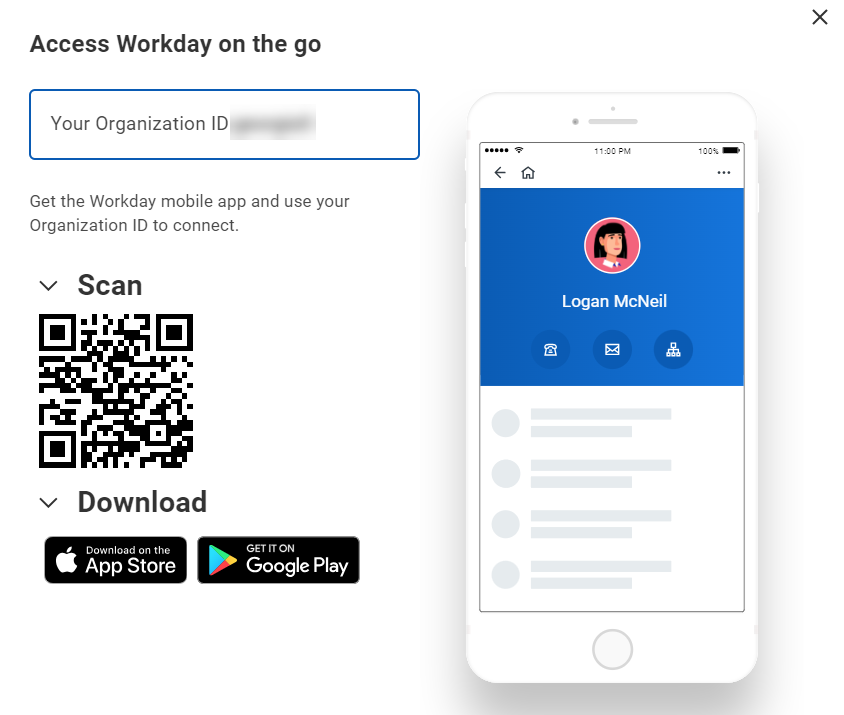 Access Workday on the go
Your Organization ID
Get the Workday mobile app and use your
Organization ID to connect.
Scan
Download
Download on the
App Store
GET IT ON
Google Play
11:00 PM
100%
Logan McNeil